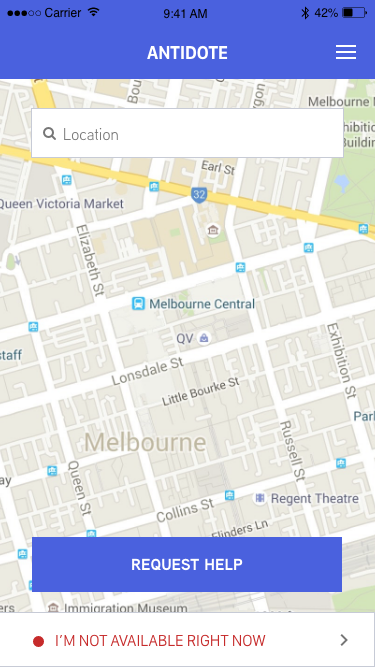 Carrier 9:41 AM 42%
ANTIDOTE
Melbourne M
Location
Earl St
32
Queen Victoria Market
Elizabeth St
Melbourne Central
QV
Exhibition St
Lonsdale St
Little Bourke St
Melbourne
Russell St
Queen St
Regent Theatre
Collins St
Flinders Ln
REQUEST HELP
Immigration Museum
I'M NOT AVAILABLE RIGHT NOW